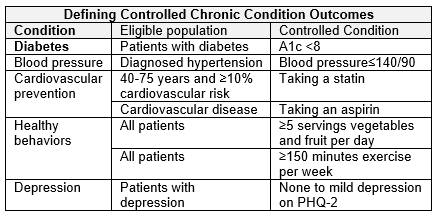 Defining Controlled Chronic Condition Outcomes
Condition Eligible population Controlled Condition
Diabetes Patients with diabetes A1c <8
Blood pressure Diagnosed hypertension Blood pressure≤140/90
Cardiovascular 40-75 years and ≥10% Taking a statin
prevention cardiovascular risk
Cardiovascular disease Taking an aspirin
Healthy All patients ≥5 servings vegetables
behaviors and fruit per day
All patients ≥150 minutes exercise
per week
Depression Patients with None to mild depression
depression on PHQ-2